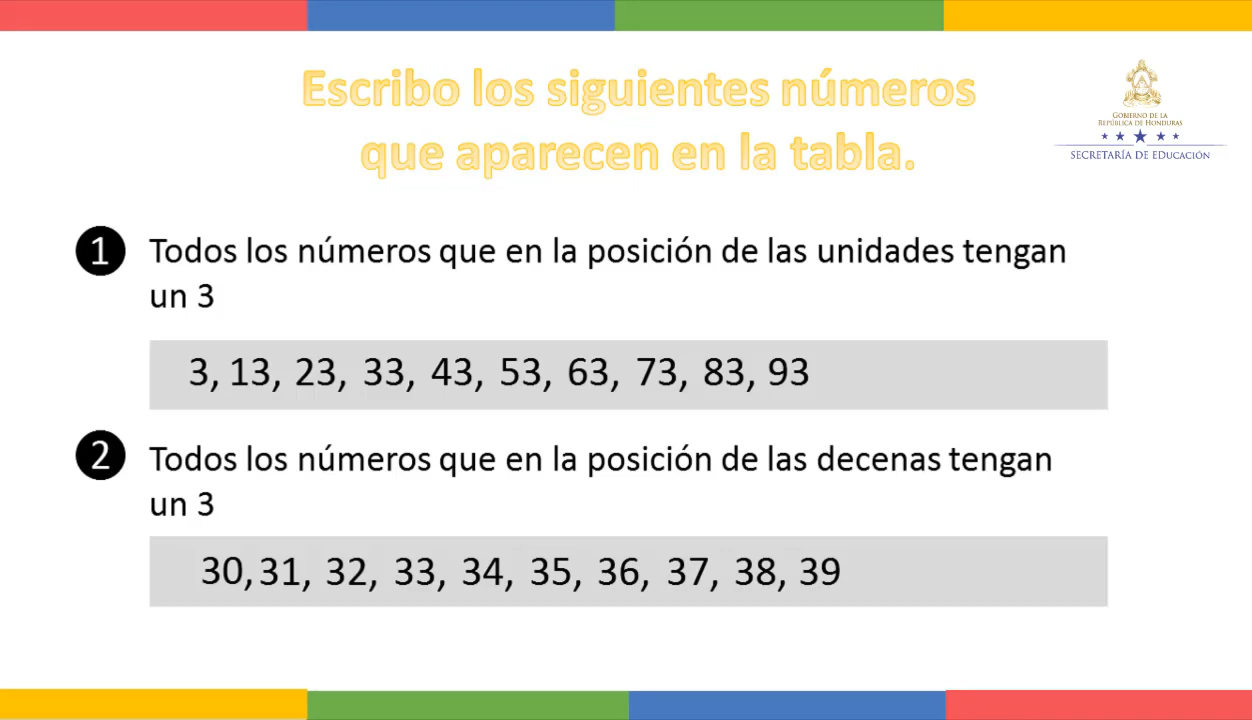 Escribo los siguientes números
que aparecen en la tabla.
GOBIERNO DE LA
REPÚBLICA DE HONDURAS
SECRETARÍA DE EDUCACIÓN
1 Todos los números que en la posición de las unidades tengan
un 3
3, 13, 23, 33, 43, 53, 63, 73, 83, 93
2 Todos los números que en la posición de las decenas tengan
un 3
30, 31, 32, 33, 34, 35, 36, 37, 38, 39